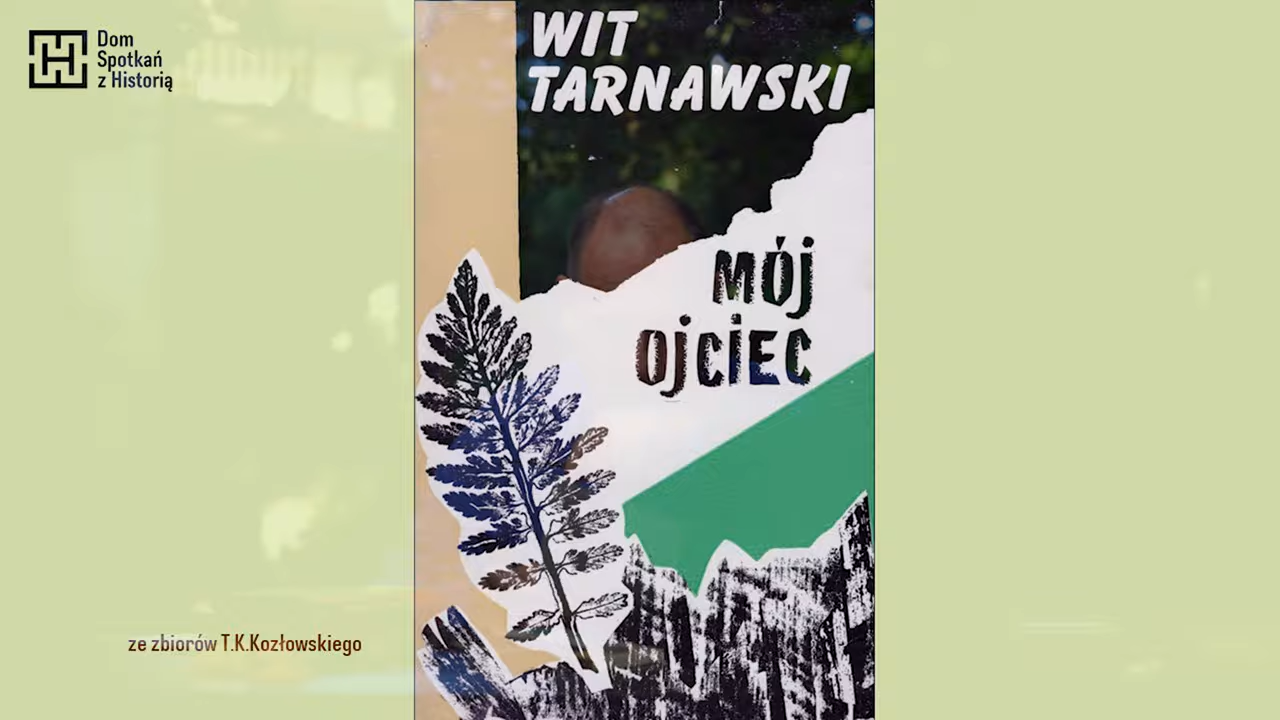 Dom
Spotkań
z Historią
WIT
TARNAWSKI
MÓJ
OJCIEC
ze zbiorów T.K.Kozłowskiego